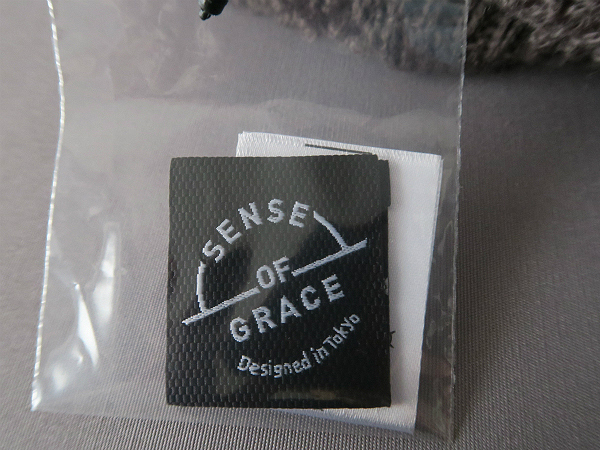 SENSE
OF
GRACE
Designed in Tokyo